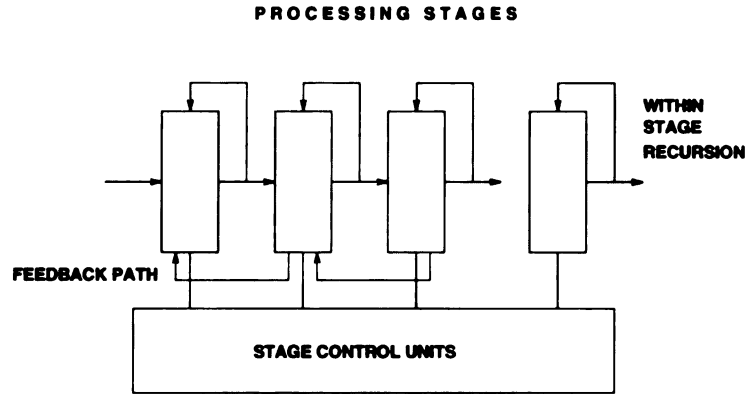 PROCESSING STAGES
WITHIN
STAGE
RECURSION
FEEDBACK PATH
STAGE CONTROL UNITS